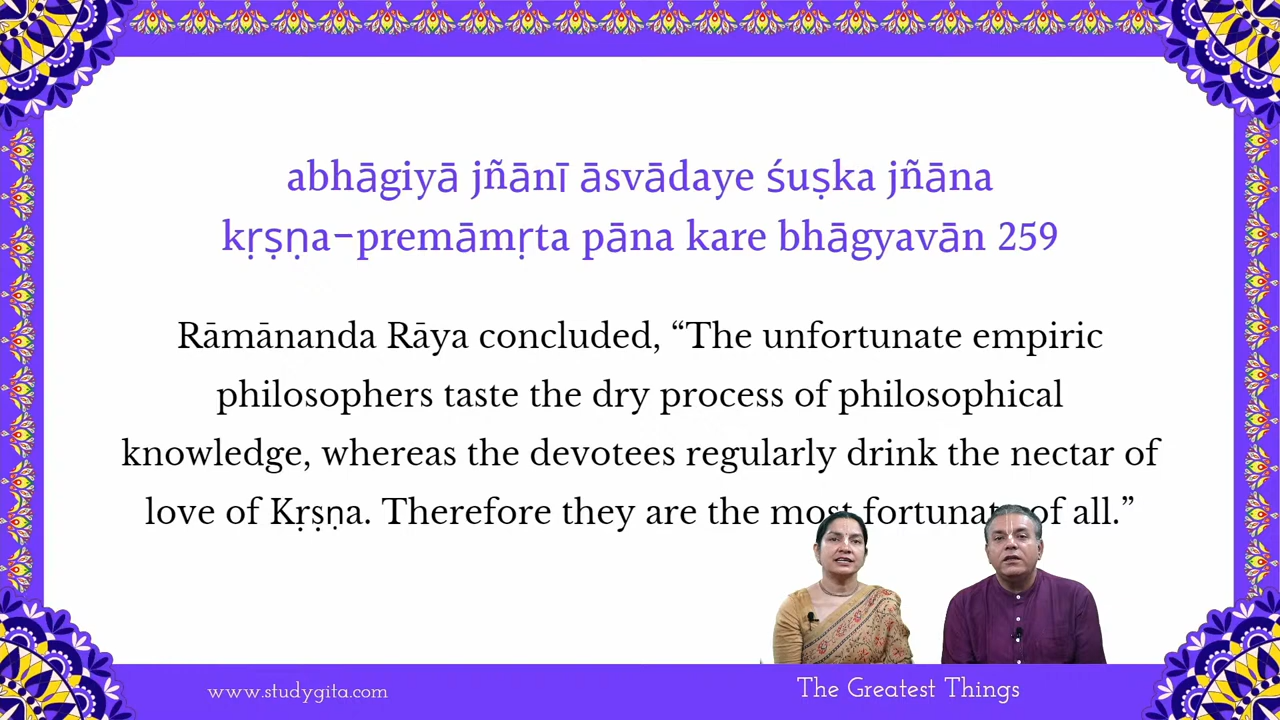 abhāgiyā jñānī āsvādaye śuṣka jñāna
kṛṣṇa-premāmṛta pāna kare bhāgyavān 259
Rāmānanda Rāya concluded, “The unfortunate empiric
philosophers taste the dry process of philosophical
knowledge, whereas the devotees regularly drink the nectar of
love of Kṛṣṇa. Therefore they are the most fortunate of all.”
www.studygita.com
The Greatest Things